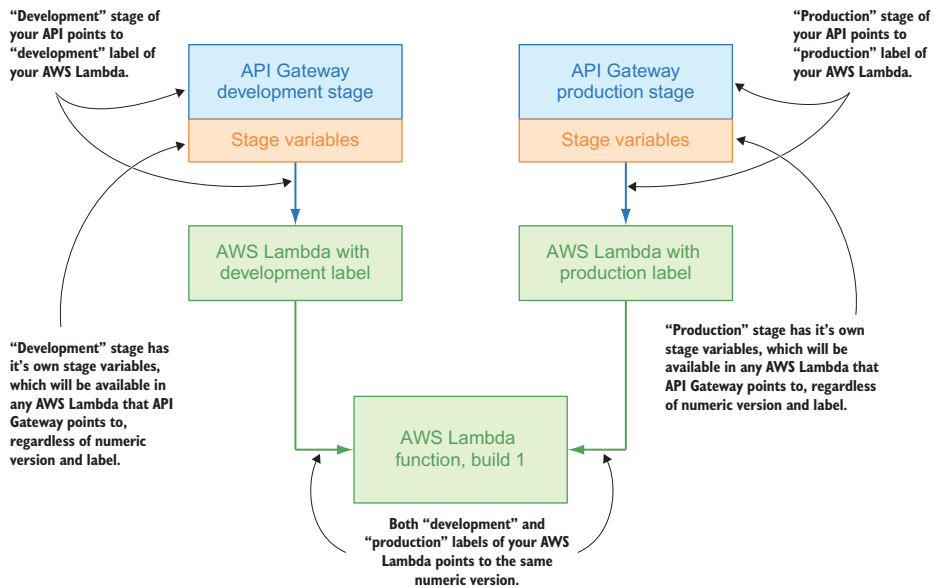 “Development” stage of
your API points to
“development” label of
your AWS Lambda.
API Gateway
development stage
Stage variables
API Gateway
production stage
Stage variables
“Production” stage of
your API points to
“production” label of
your AWS Lambda.
AWS Lambda with
development label
AWS Lambda with
production label
“Development” stage has
it’s own stage variables,
which will be available in
any AWS Lambda that API
Gateway points to,
regardless of numeric
version and label.
“Production” stage has it’s own
stage variables, which will be
available in any AWS Lambda that
API Gateway points to, regardless
of numeric version and label.
AWS Lambda
function, build 1
Both “development” and
“production” labels of your AWS
Lambda points to the same
numeric version.